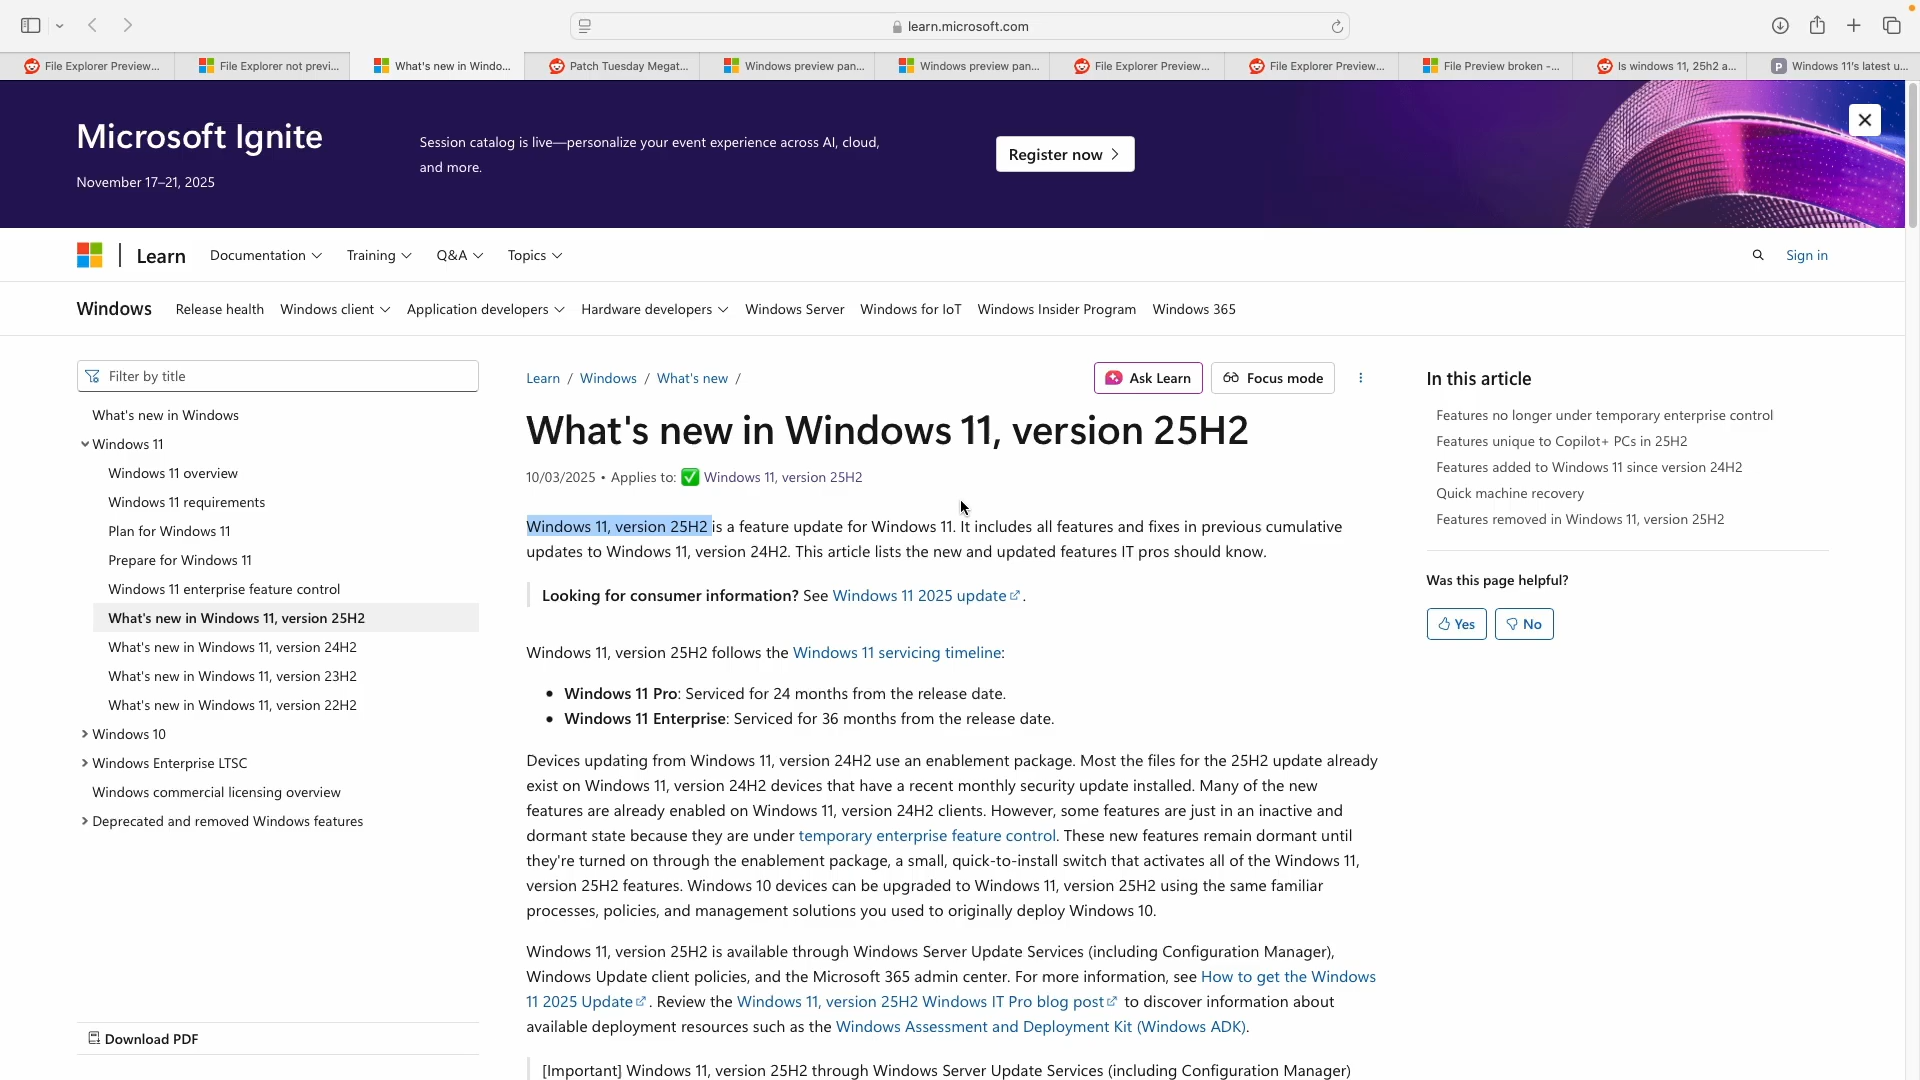 learn.microsoft.com
File Explorer Preview...
File Explorer not previ...
What's new in Windo...
Patch Tuesday Megat...
Windows preview pan...
Windows preview pan...
File Explorer Preview...
File Explorer Preview...
File Preview broken -...
Is windows 11, 25h2 a...
P
Windows 11's latest u...
Microsoft Ignite
November 17–21, 2025
Session catalog is live—personalize your event experience across AI, cloud,
and more.
Register now
Learn
Documentation
Training
Q&A
Topics
Sign in
Windows
Release health
Windows client
Application developers
Hardware developers
Windows Server
Windows for IoT
Windows Insider Program
Windows 365
Filter by title
What's new in Windows
Windows 11
Windows 11 overview
Windows 11 requirements
Plan for Windows 11
Prepare for Windows 11
Windows 11 enterprise feature control
What's new in Windows 11, version 25H2
What's new in Windows 11, version 24H2
What's new in Windows 11, version 23H2
What's new in Windows 11, version 22H2
Windows 10
Windows Enterprise LTSC
Windows commercial licensing overview
Deprecated and removed Windows features
Download PDF
Learn / Windows / What's new /
Ask Learn
Focus mode
What's new in Windows 11, version 25H2
10/03/2025 • Applies to: ✅ Windows 11, version 25H2
Windows 11, version 25H2 is a feature update for Windows 11. It includes all features and fixes in previous cumulative
updates to Windows 11, version 24H2. This article lists the new and updated features IT pros should know.
Looking for consumer information? See Windows 11 2025 update.
Windows 11, version 25H2 follows the Windows 11 servicing timeline:
• Windows 11 Pro: Serviced for 24 months from the release date.
• Windows 11 Enterprise: Serviced for 36 months from the release date.
Devices updating from Windows 11, version 24H2 use an enablement package. Most the files for the 25H2 update already
exist on Windows 11, version 24H2 devices that have a recent monthly security update installed. Many of the new
features are already enabled on Windows 11, version 24H2 clients. However, some features are just in an inactive and
dormant state because they are under temporary enterprise feature control. These new features remain dormant until
they're turned on through the enablement package, a small, quick-to-install switch that activates all of the Windows 11,
version 25H2 features. Windows 10 devices can be upgraded to Windows 11, version 25H2 using the same familiar
processes, policies, and management solutions you used to originally deploy Windows 10.
Windows 11, version 25H2 is available through Windows Server Update Services (including Configuration Manager),
Windows Update client policies, and the Microsoft 365 admin center. For more information, see How to get the Windows
11 2025 Update. Review the Windows 11, version 25H2 Windows IT Pro blog post to discover information about
available deployment resources such as the Windows Assessment and Deployment Kit (Windows ADK).
[Important] Windows 11, version 25H2 through Windows Server Update Services (including Configuration Manager)
In this article
Features no longer under temporary enterprise control
Features unique to Copilot+ PCs in 25H2
Features added to Windows 11 since version 24H2
Quick machine recovery
Features removed in Windows 11, version 25H2
Was this page helpful?
Yes
No